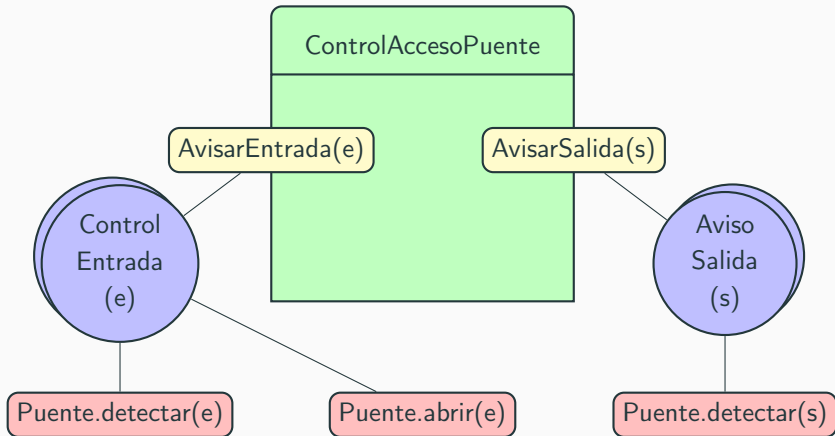 ControlAccesoPuente
AvisarEntrada(e)
AvisarSalida(s)
Control
Entrada
(e)
Aviso
Salida
(s)
Puente.detectar(e)
Puente.abrir(e)
Puente.detectar(s)